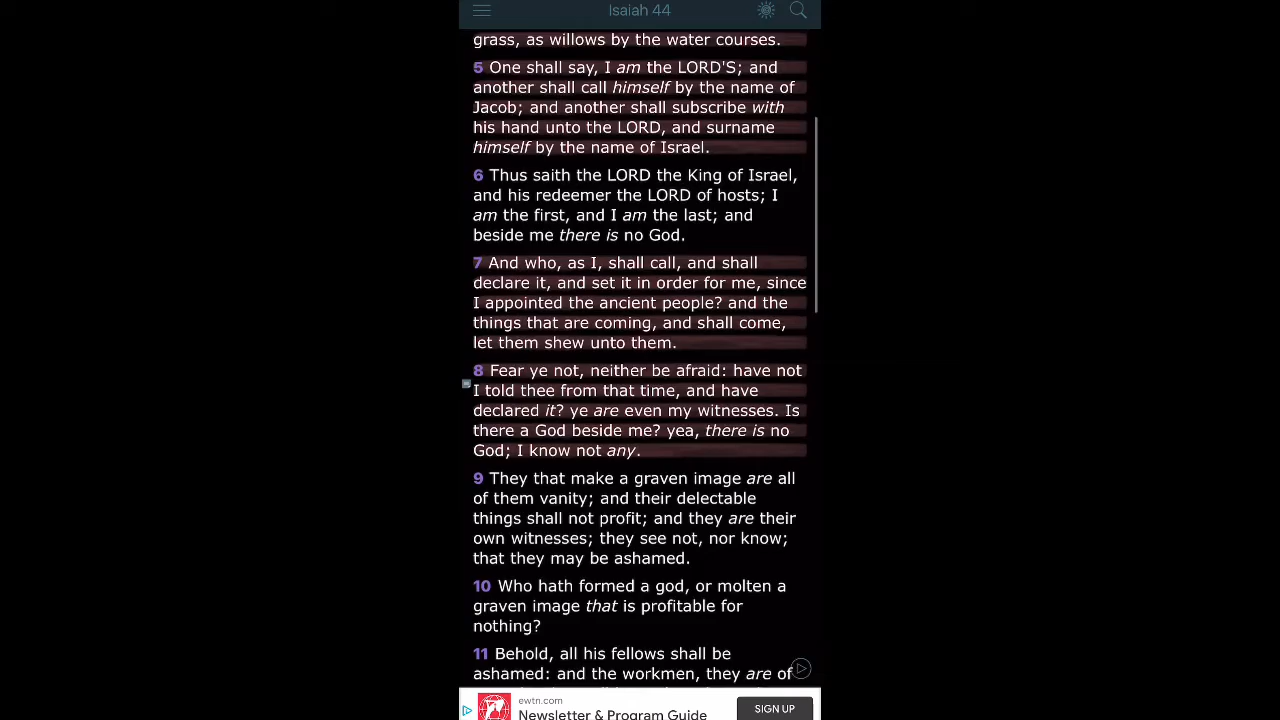 Isaiah 44
grass, as willows by the water courses.
5 One shall say, I am the LORD'S; and
another shall call himself by the name of
Jacob; and another shall subscribe with
his hand unto the LORD, and surname
himself by the name of Israel.
6 Thus saith the LORD the King of Israel,
and his redeemer the LORD of hosts; I
am the first, and I am the last; and
beside me there is no God.
7 And who, as I, shall call, and shall
declare it, and set it in order for me, since
I appointed the ancient people? and the
things that are coming, and shall come,
let them shew unto them.
8 Fear ye not, neither be afraid: have not
I told thee from that time, and have
declared it? ye are even my witnesses. Is
there a God beside me? yea, there is no
God; I know not any.
9 They that make a graven image are all
of them vanity; and their delectable
things shall not profit; and they are their
own witnesses; they see not, nor know;
that they may be ashamed.
10 Who hath formed a god, or molten a
graven image that is profitable for
nothing?
11 Behold, all his fellows shall be
ashamed: and the workmen, they are of
ewtn.com
Newsletter & Program Guide
SIGN UP